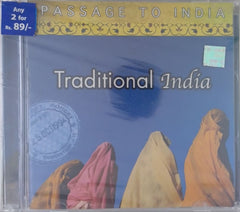 Any
2 for
Rs. 89/-
PASSAGE TO INDIA
Traditional India